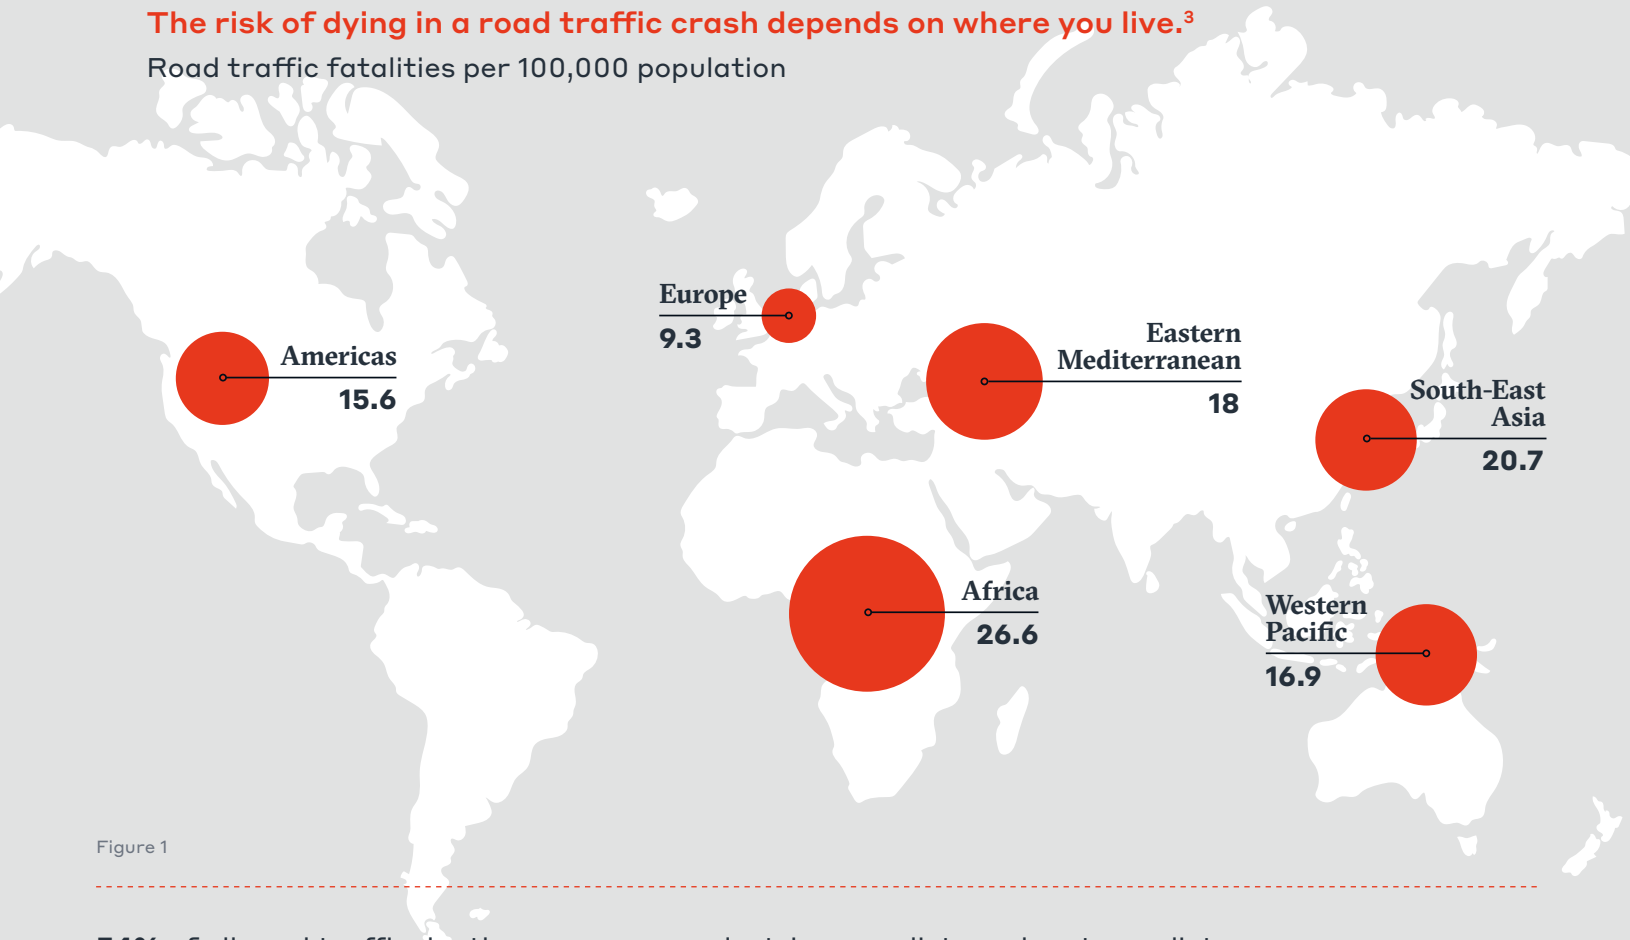 The risk of dying in a road traffic crash depends on where you live.³
Road traffic fatalities per 100,000 population
Europe
9.3
Americas
15.6
Eastern
Mediterranean
18
South-East
Asia
20.7
Africa
26.6
Western
Pacific
16.9
Figure 1